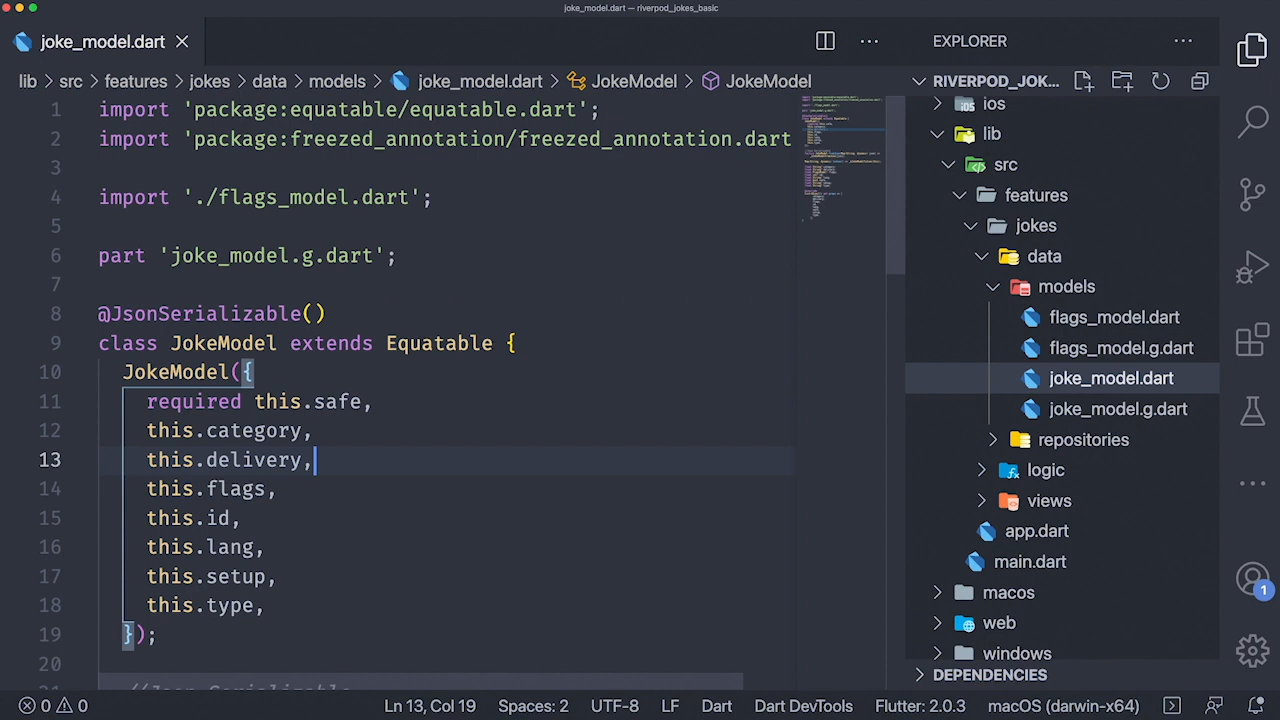 joke_model.dart — riverpod_jokes_basic
joke_model.dart
lib > src > features > jokes > data > models > joke_model.dart > JokeModel > JokeModel
1 import 'package:equatable/equatable.dart';
2 import 'package:freezed_annotation/freezed_annotation.dart
3
4 import './flags_model.dart';
5
6 part 'joke_model.g.dart';
7
8 @JsonSerializable()
9 class JokeModel extends Equatable {
10 JokeModel({
11 required this.safe,
12 this.category,
13 this.delivery,
14 this.flags,
15 this.id,
16 this.lang,
17 this.setup,
18 this.type,
19 });
20
21 //Json Serializable
EXPLORER
RIVERPOD_JOK...
ios
lib
src
features
jokes
data
models
flags_model.dart
flags_model.g.dart
joke_model.dart
joke_model.g.dart
repositories
logic
views
app.dart
main.dart
macos
web
windows
DEPENDENCIES
1
0 0 Ln 13, Col 19 Spaces: 2 UTF-8 LF Dart Dart DevTools Flutter: 2.0.3 macOS (darwin-x64)